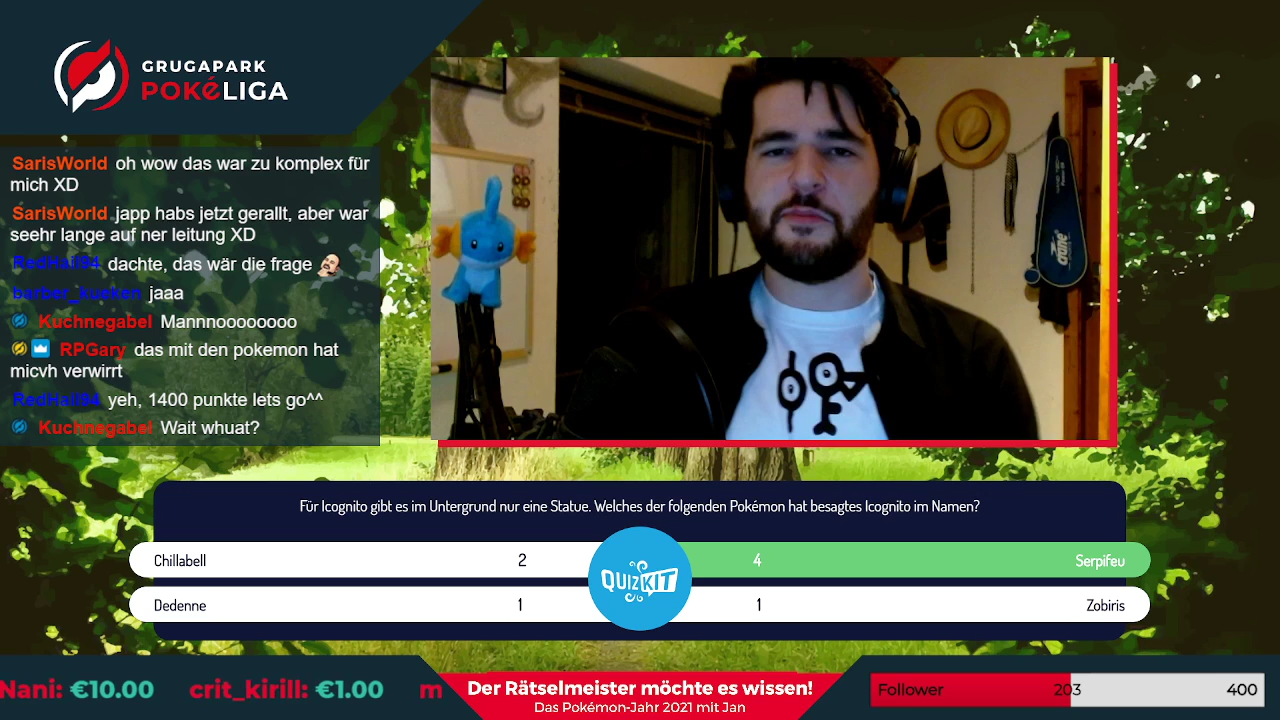 GRUGAPARK
POKéLIGA
SarisWorld oh wow das war zu komplex für
mich XD
SarisWorld japp habs jetzt gerallt, aber war
seehr lange auf ner leitung XD
RedHail94 dachte, das wär die frage
barber_kueken jaaa
Kuchnegabel Mannnoooooooo
RPGary das mit den pokemon hat
micvh verwirrt
RedHail94 yeh, 1400 punkte lets go^^
Kuchnegabel Wait whuat?
Für Icognito gibt es im Untergrund nur eine Statue. Welches der folgenden Pokémon hat besagtes Icognito im Namen?
Chillabell 2
4 Serpifeu
QUIZKIT
Dedenne 1
1 Zobiris
Nani: €10.00 crit_kirill: €1.00 m
Der Rätselmeister möchte es wissen!
Das Pokémon-Jahr 2021 mit Jan
Follower 203 400